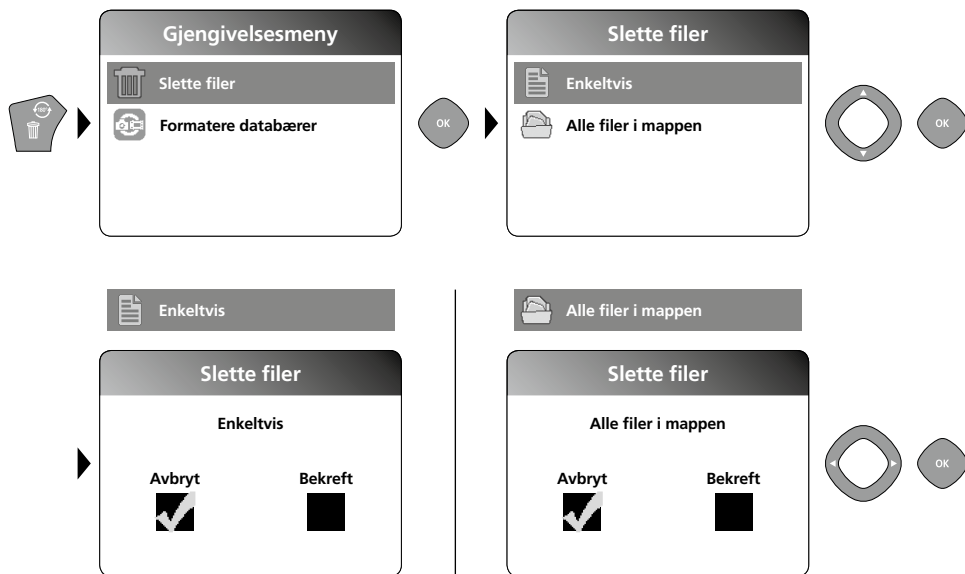 Gjengivelsesmeny
Slette filer
Formatere databærer
180°
OK
Slette filer
Enkeltvis
Alle filer i mappen
OK
Enkeltvis
Slette filer
Enkeltvis
Avbryt Bekreft
Alle filer i mappen
Slette filer
Alle filer i mappen
Avbryt Bekreft
OK